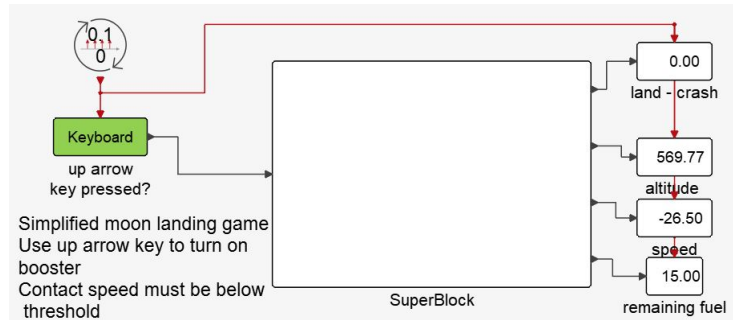 0.1
0
0.00
land - crash
Keyboard
up arrow
key pressed?
569.77
altitude
-26.50
speed
15.00
remaining fuel
SuperBlock
Simplified moon landing game
Use up arrow key to turn on
booster
Contact speed must be below
threshold